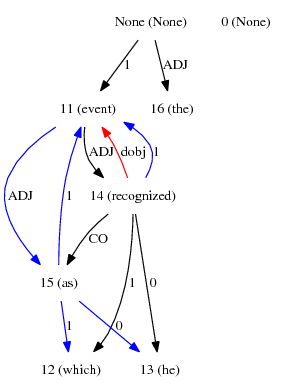 None (None) 0 (None)
1 ADJ
11 (event) 16 (the)
ADJ dobj 1
ADJ 1 14 (recognized)
CO
15 (as) 1 0
1 0
12 (which) 13 (he)